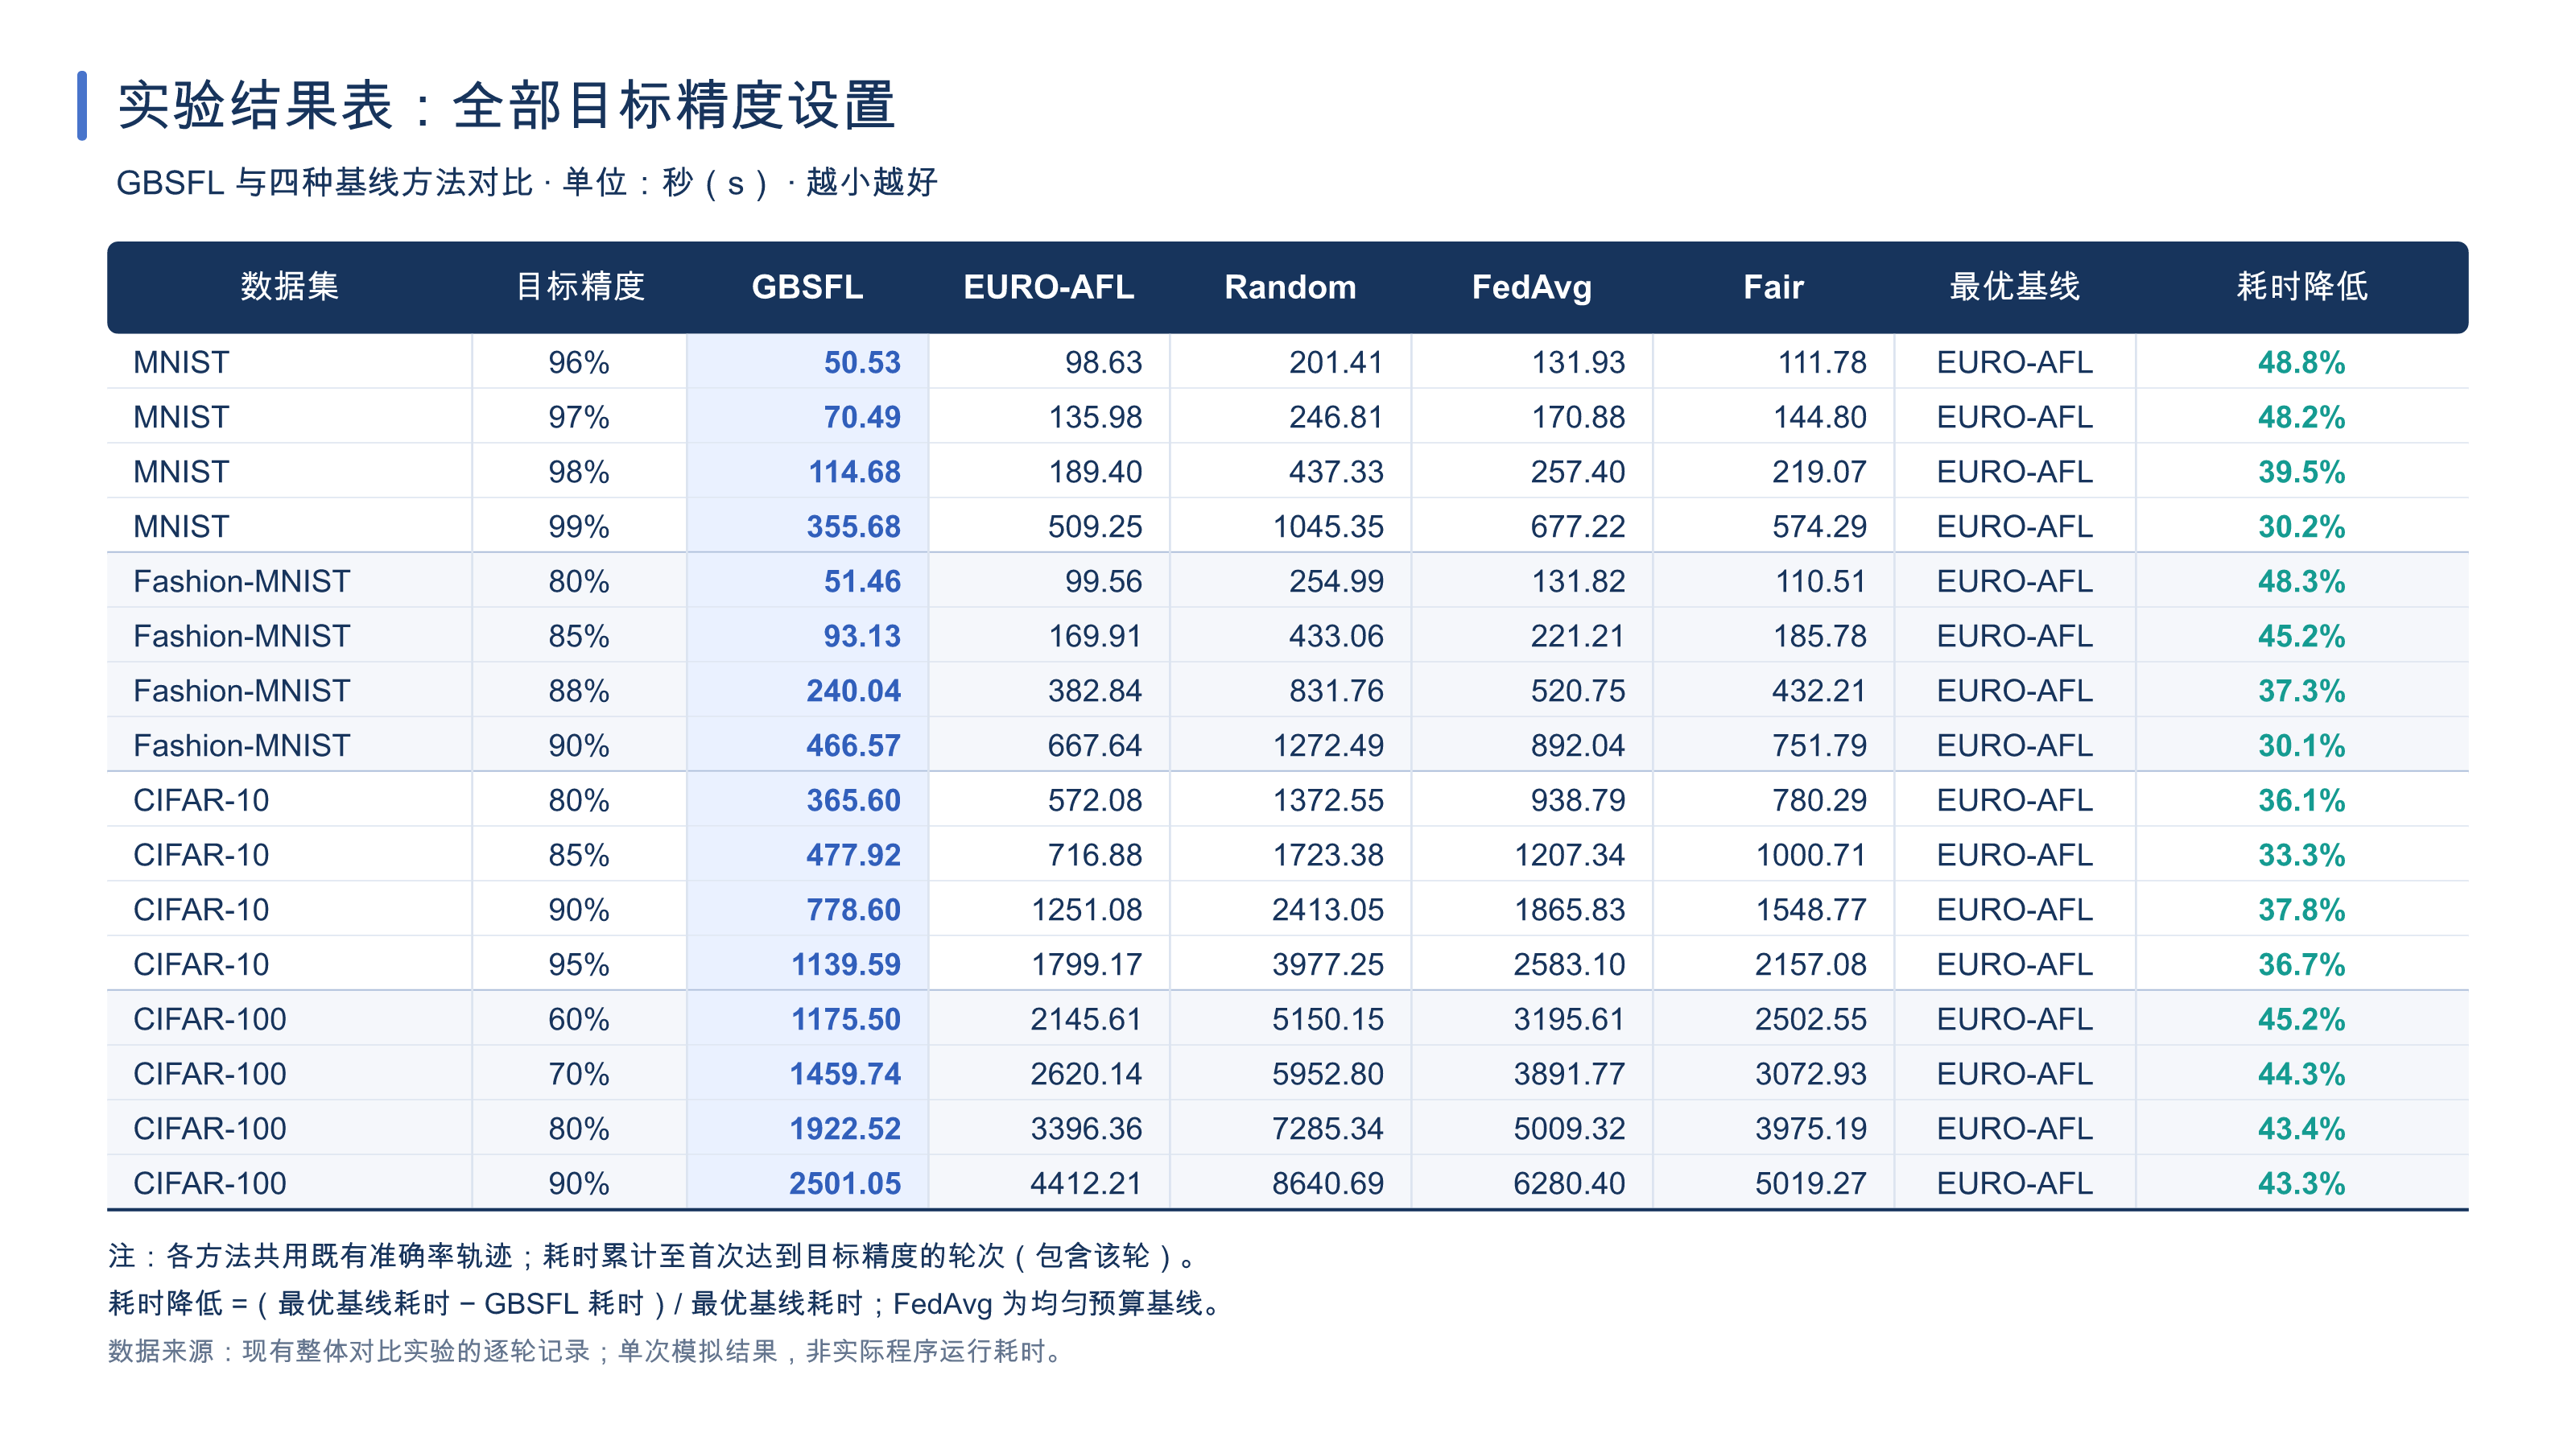 实验结果表：全部目标精度设置
GBSFL 与四种基线方法对比 · 单位：秒（s） · 越小越好
数据集 目标精度 GBSFL EURO-AFL Random FedAvg Fair 最优基线 耗时降低
MNIST 96% 50.53 98.63 201.41 131.93 111.78 EURO-AFL 48.8%
MNIST 97% 70.49 135.98 246.81 170.88 144.80 EURO-AFL 48.2%
MNIST 98% 114.68 189.40 437.33 257.40 219.07 EURO-AFL 39.5%
MNIST 99% 355.68 509.25 1045.35 677.22 574.29 EURO-AFL 30.2%
Fashion-MNIST 80% 51.46 99.56 254.99 131.82 110.51 EURO-AFL 48.3%
Fashion-MNIST 85% 93.13 169.91 433.06 221.21 185.78 EURO-AFL 45.2%
Fashion-MNIST 88% 240.04 382.84 831.76 520.75 432.21 EURO-AFL 37.3%
Fashion-MNIST 90% 466.57 667.64 1272.49 892.04 751.79 EURO-AFL 30.1%
CIFAR-10 80% 365.60 572.08 1372.55 938.79 780.29 EURO-AFL 36.1%
CIFAR-10 85% 477.92 716.88 1723.38 1207.34 1000.71 EURO-AFL 33.3%
CIFAR-10 90% 778.60 1251.08 2413.05 1865.83 1548.77 EURO-AFL 37.8%
CIFAR-10 95% 1139.59 1799.17 3977.25 2583.10 2157.08 EURO-AFL 36.7%
CIFAR-100 60% 1175.50 2145.61 5150.15 3195.61 2502.55 EURO-AFL 45.2%
CIFAR-100 70% 1459.74 2620.14 5952.80 3891.77 3072.93 EURO-AFL 44.3%
CIFAR-100 80% 1922.52 3396.36 7285.34 5009.32 3975.19 EURO-AFL 43.4%
CIFAR-100 90% 2501.05 4412.21 8640.69 6280.40 5019.27 EURO-AFL 43.3%
注：各方法共用既有准确率轨迹；耗时累计至首次达到目标精度的轮次（包含该轮）。
耗时降低 =（最优基线耗时 − GBSFL 耗时）/ 最优基线耗时；FedAvg 为均匀预算基线。
数据来源：现有整体对比实验的逐轮记录；单次模拟结果，非实际程序运行耗时。